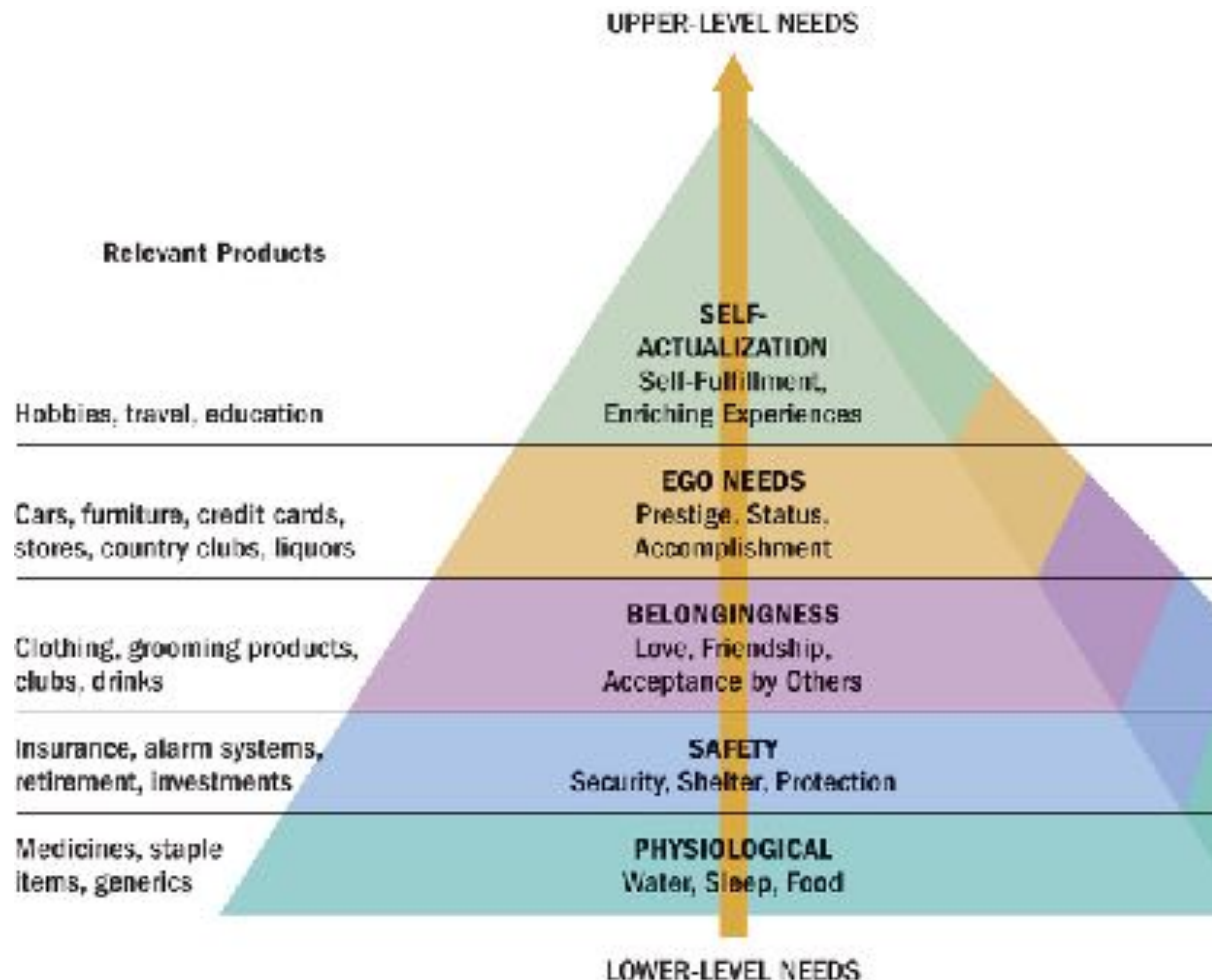 UPPER-LEVEL NEEDS
Relevant Products
SELF-
ACTUALIZATION
Self-Fulfillment,
Enriching Experiences
Hobbies, travel, education
EGO NEEDS
Prestige, Status,
Accomplishment
Cars, furniture, credit cards,
stores, country clubs, liquors
BELONGINGNESS
Love, Friendship,
Acceptance by Others
Clothing, grooming products,
clubs, drinks
SAFETY
Security, Shelter, Protection
Insurance, alarm systems,
retirement, investments
PHYSIOLOGICAL
Water, Sleep, Food
Medicines, staple
items, generics
LOWER-LEVEL NEEDS